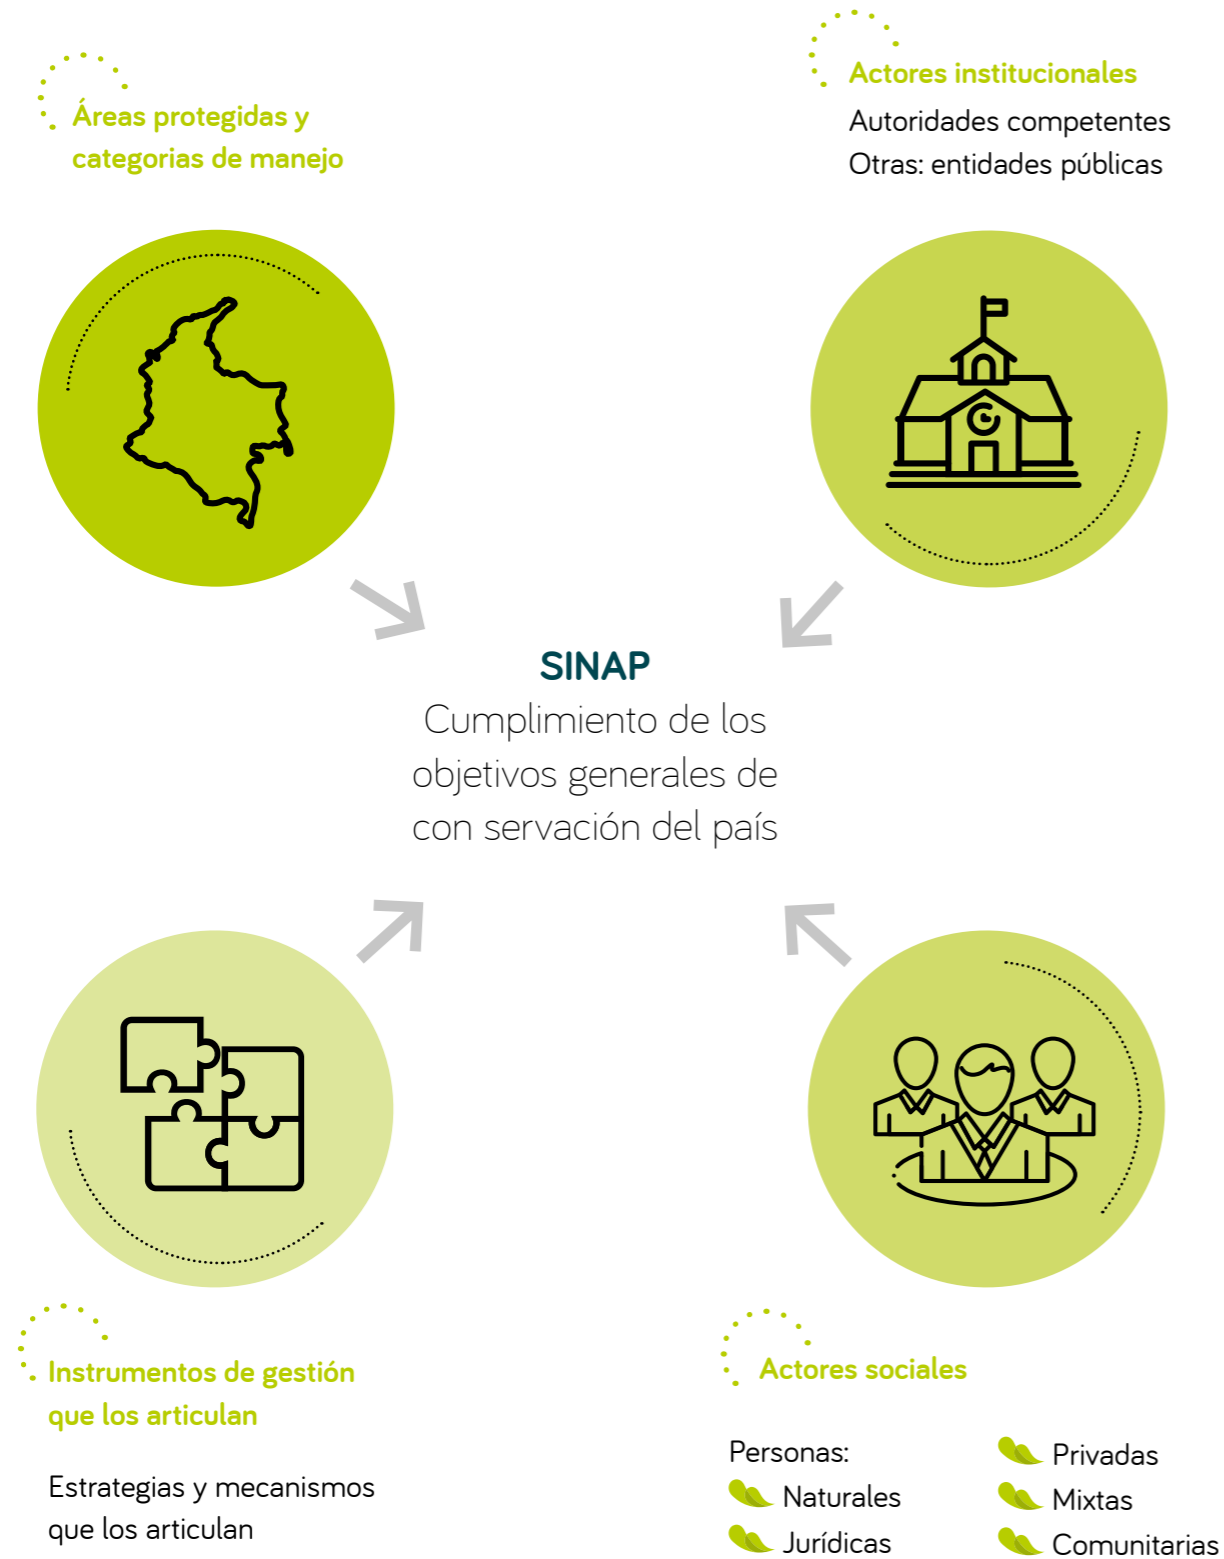 Áreas protegidas y
categorias de manejo
Actores institucionales
Autoridades competentes
Otras: entidades públicas
SINAP
Cumplimiento de los
objetivos generales de
con servación del país
Instrumentos de gestión
que los articulan
Estrategias y mecanismos
que los articulan
Actores sociales
Personas:
Naturales
Jurídicas
Privadas
Mixtas
Comunitarias